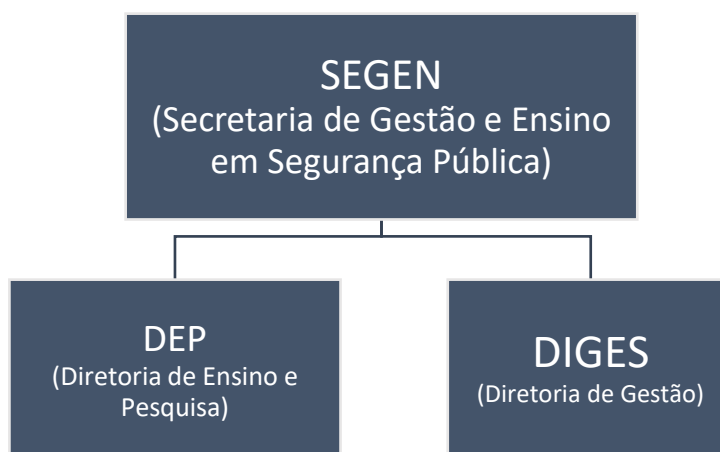 SEGEN
(Secretaria de Gestão e Ensino
em Segurança Pública)
DEP
(Diretoria de Ensino e
Pesquisa)
DIGES
(Diretoria de Gestão)